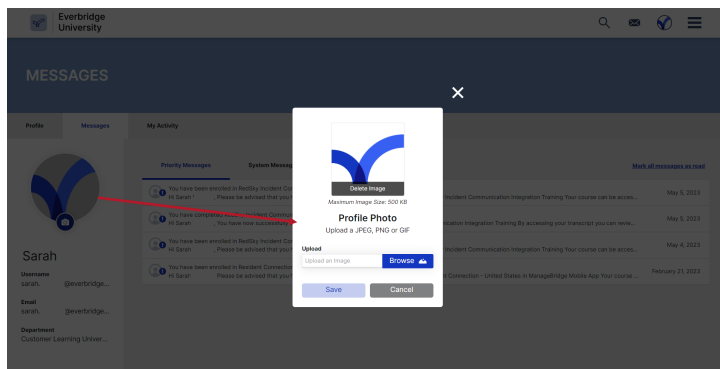 Everbridge
University
MESSAGES
Profile
Messages
My Activity
Priority Messages
System Messag
Mark all messages as read
You have been enrolled in RedSky Incident Co
Hi Sarah
. Please be advised that you h
Incident Communication Integration Training Your course can be acces...
May 5, 2023
You have completed
Incident Commun
Hi Sarah
. You have now successfully
ication Integration Training By accessing your transcript you can revie...
May 5, 2023
You have been enrolled in RedSky Incident Co
Hi Sarah
. Please be advised that you h
Incident Communication Integration Training Your course can be acces...
May 4, 2023
You have been enrolled in Resident Connection
Hi Sarah
. Please be advised that you h
t Connection - United States in ManageBridge Mobile App Your course ...
February 21, 2023
Sarah
Username
sarah.
@everbridge...
Email
sarah.
@everbridge...
Department
Customer Learning Univer...
Delete Image
Maximum Image Size: 500 KB
Profile Photo
Upload a JPEG, PNG or GIF
Upload
Upload an Image
Browse
Save
Cancel